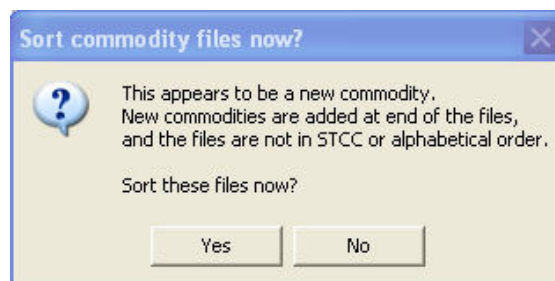 Sort commodity files now?
This appears to be a new commodity.
New commodities are added at end of the files,
and the files are not in STCC or alphabetical order.
Sort these files now?
Yes No